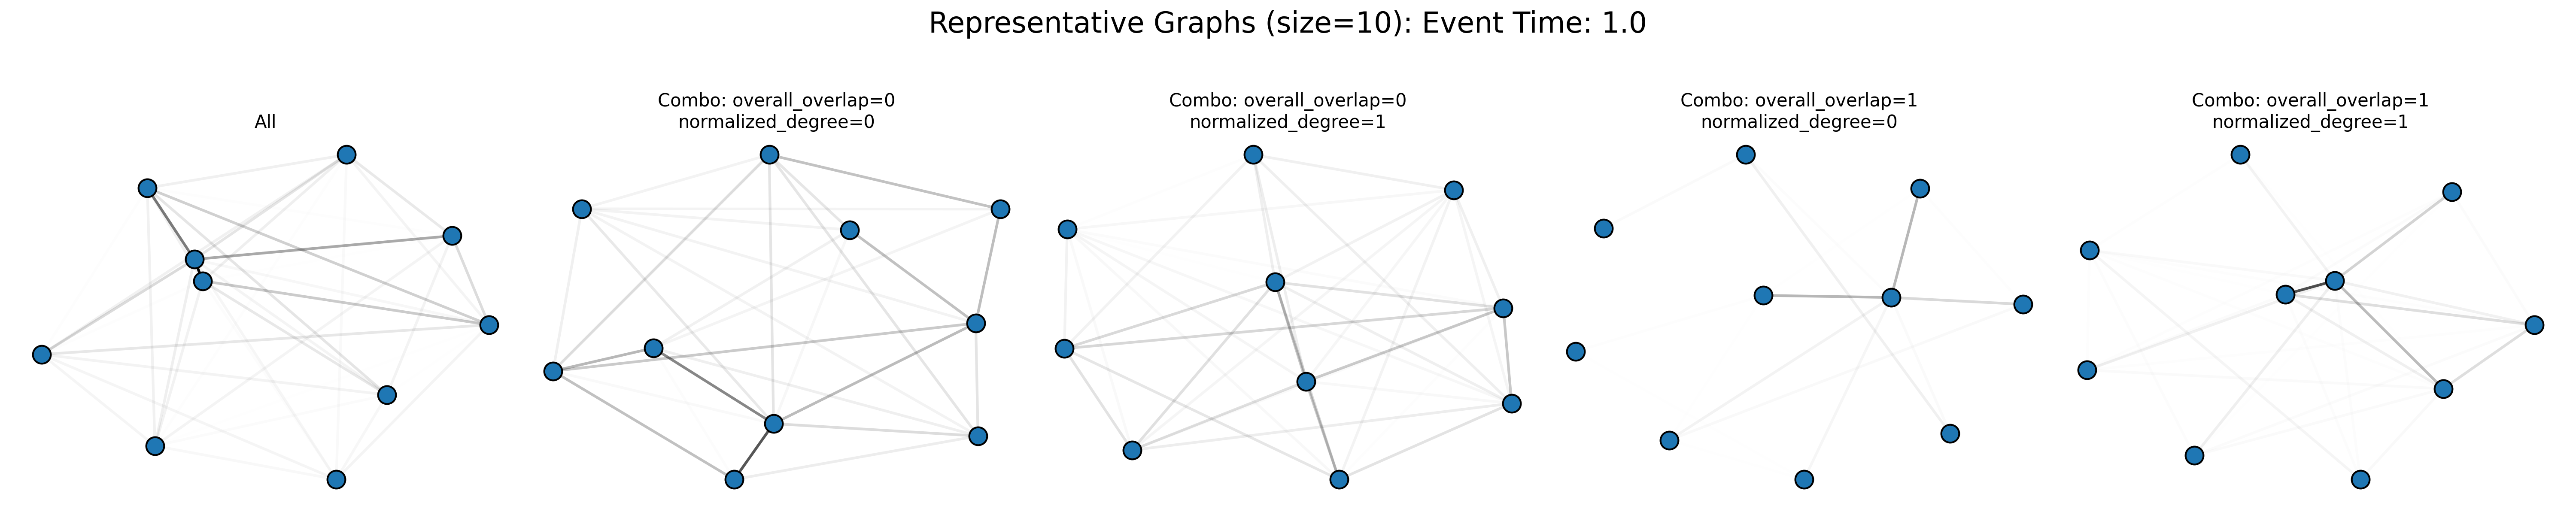 Representative Graphs (size=10): Event Time: 1.0
All
Combo: overall_overlap=0
normalized_degree=0
Combo: overall_overlap=0
normalized_degree=1
Combo: overall_overlap=1
normalized_degree=0
Combo: overall_overlap=1
normalized_degree=1